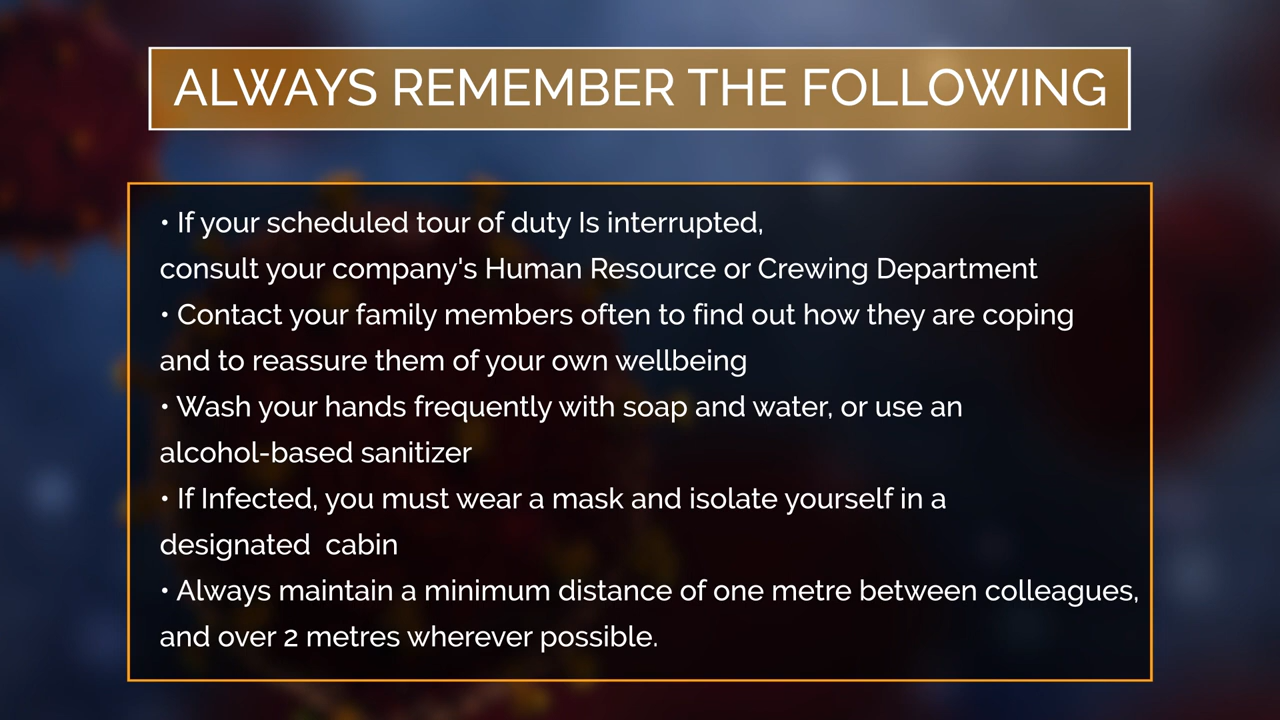 ALWAYS REMEMBER THE FOLLOWING
• If your scheduled tour of duty Is interrupted,
consult your company's Human Resource or Crewing Department
• Contact your family members often to find out how they are coping
and to reassure them of your own wellbeing
• Wash your hands frequently with soap and water, or use an
alcohol-based sanitizer
• If Infected, you must wear a mask and isolate yourself in a
designated  cabin
• Always maintain a minimum distance of one metre between colleagues,
and over 2 metres wherever possible.